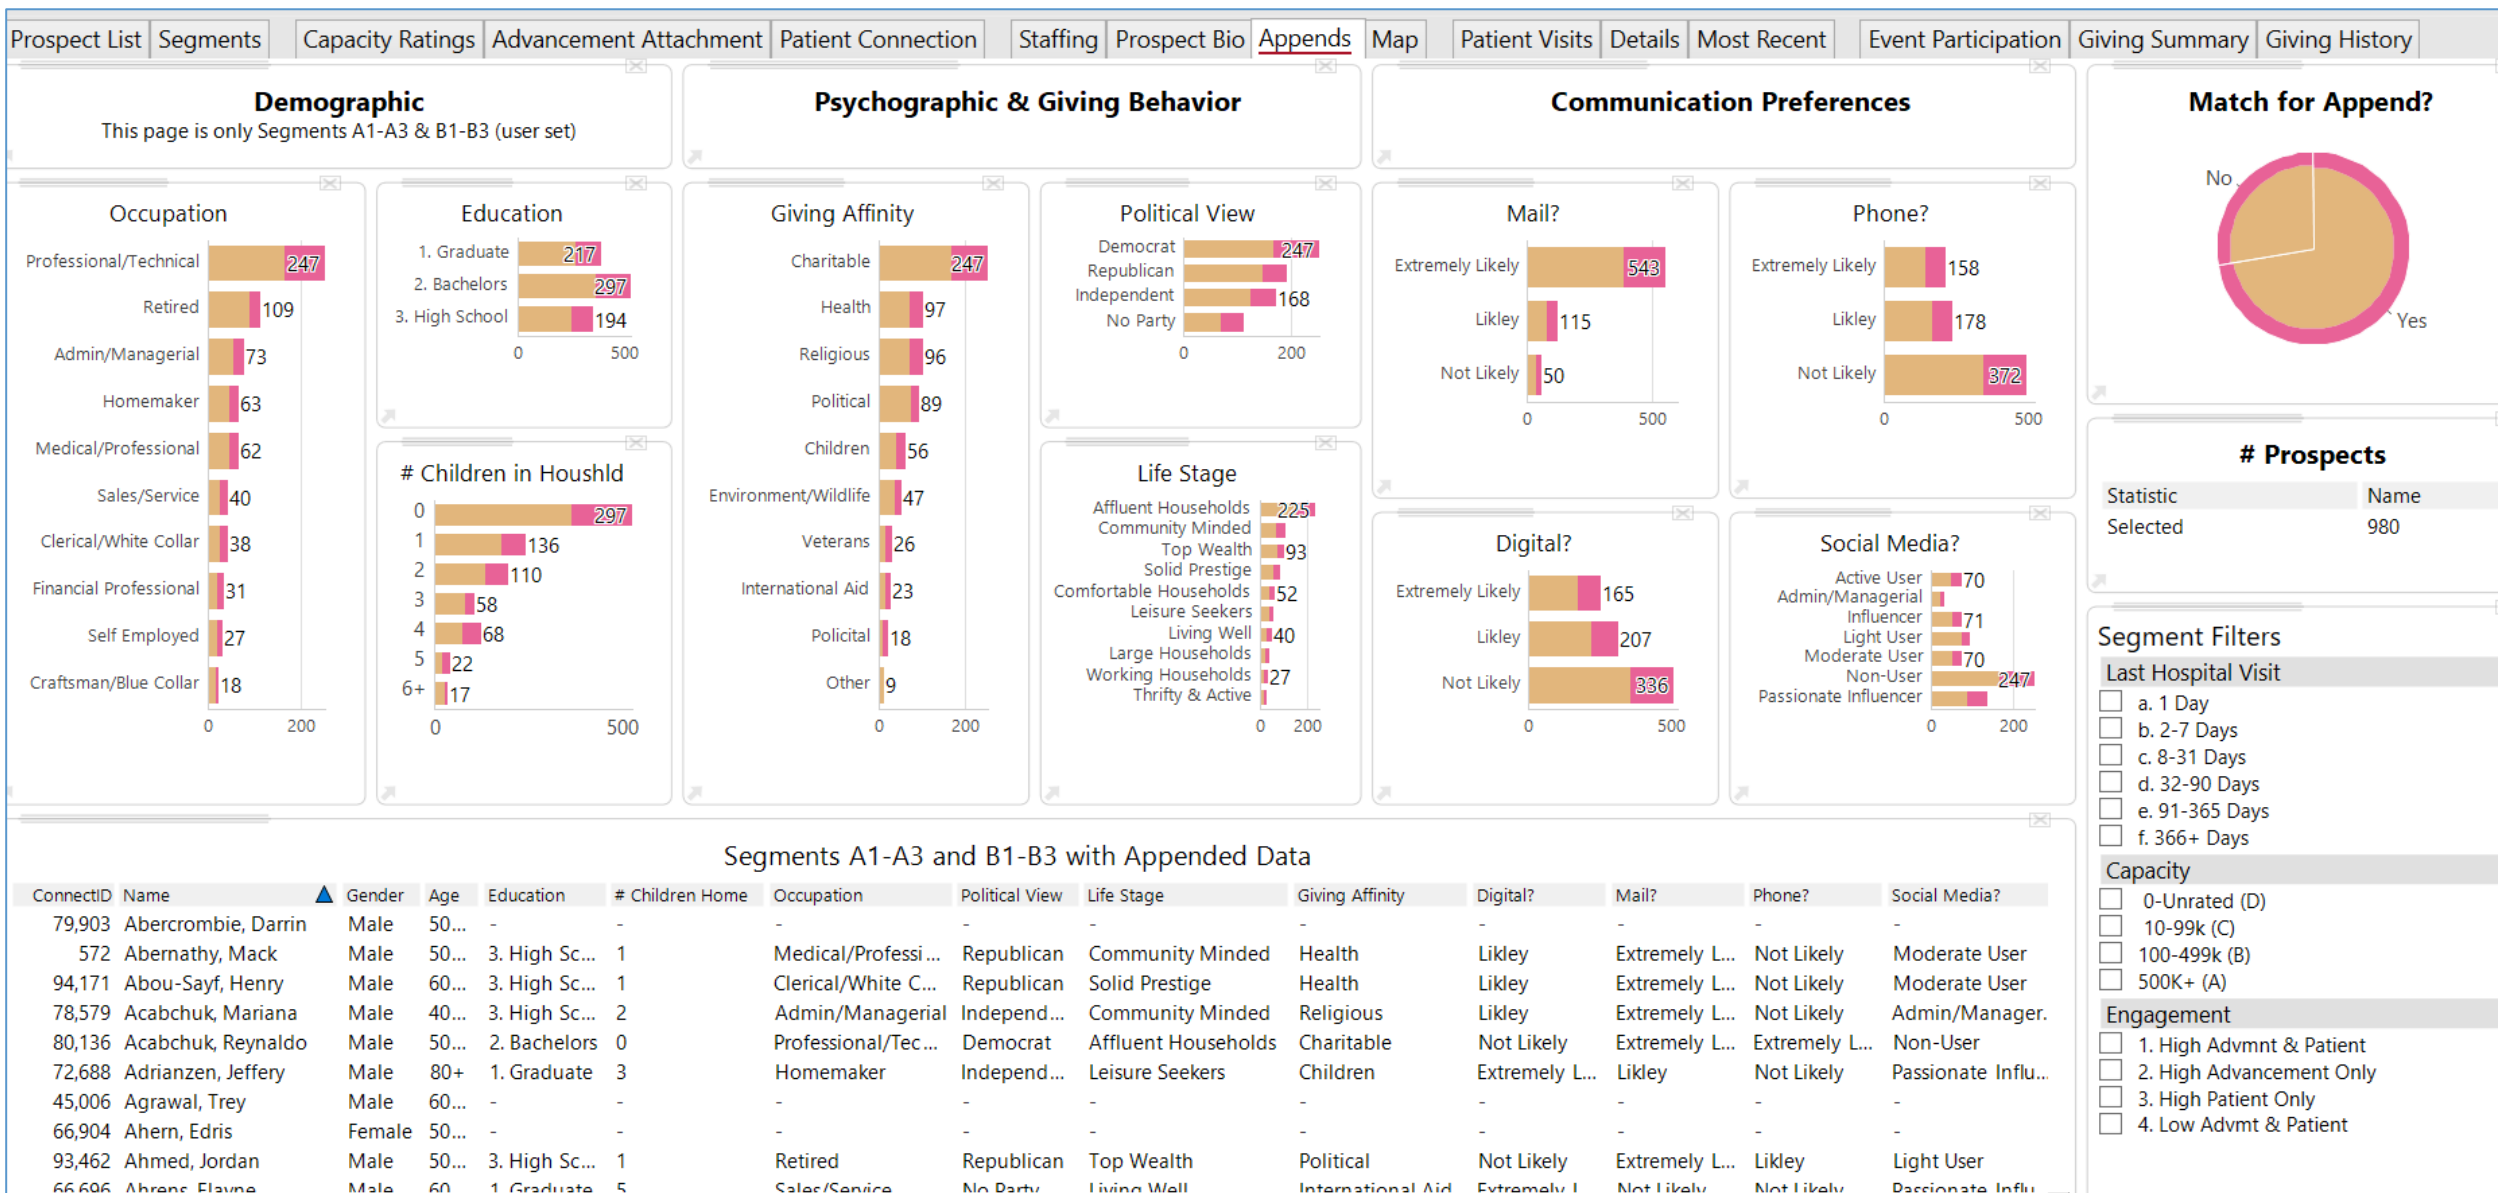 Prospect List Segments Capacity Ratings Advancement Attachment Patient Connection Staffing Prospect Bio Appends Map Patient Visits Details Most Recent Event Participation Giving Summary Giving History
Demographic
This page is only Segments A1-A3 & B1-B3 (user set)
Psychographic & Giving Behavior
Communication Preferences
Match for Append?
No
Yes
Occupation
Professional/Technical 247
Retired 109
Admin/Managerial 73
Homemaker 63
Medical/Professional 62
Sales/Service 40
Clerical/White Collar 38
Financial Professional 31
Self Employed 27
Craftsman/Blue Collar 18
0 200
Education
1. Graduate 217
2. Bachelors 297
3. High School 194
0 500
# Children in Houshld
0 297
1 136
2 110
3 58
4 68
5 22
6+ 17
0 500
Giving Affinity
Charitable 247
Health 97
Religious 96
Political 89
Children 56
Environment/Wildlife 47
Veterans 26
International Aid 23
Policital 18
Other 9
0 200
Political View
Democrat 247
Republican
Independent 168
No Party
0 200
Life Stage
Affluent Households 225
Community Minded
Top Wealth 93
Solid Prestige
Comfortable Households 52
Leisure Seekers
Living Well 40
Large Households
Working Households 27
Thrifty & Active
0 200
Mail?
Extremely Likely 543
Likley 115
Not Likely 50
0 500
Phone?
Extremely Likely 158
Likley 178
Not Likely 372
0 500
Digital?
Extremely Likely 165
Likley 207
Not Likely 336
0 500
Social Media?
Active User 70
Admin/Managerial
Influencer 71
Light User
Moderate User 70
Non-User 247
Passionate Influencer
0 200
# Prospects
Statistic Name
Selected 980
Segment Filters
Last Hospital Visit
a. 1 Day
b. 2-7 Days
c. 8-31 Days
d. 32-90 Days
e. 91-365 Days
f. 366+ Days
Capacity
0-Unrated (D)
10-99k (C)
100-499k (B)
500K+ (A)
Engagement
1. High Advmnt & Patient
2. High Advancement Only
3. High Patient Only
4. Low Advmt & Patient
Segments A1-A3 and B1-B3 with Appended Data
ConnectID Name Gender Age Education # Children Home Occupation Political View Life Stage Giving Affinity Digital? Mail? Phone? Social Media?
79,903 Abercrombie, Darrin Male 50... - - - - - - - - - -
572 Abernathy, Mack Male 50... 3. High Sc... 1 Medical/Professi... Republican Community Minded Health Likley Extremely L... Not Likely Moderate User
94,171 Abou-Sayf, Henry Male 60... 3. High Sc... 1 Clerical/White C... Republican Solid Prestige Health Likley Extremely L... Not Likely Moderate User
78,579 Acabchuk, Mariana Male 40... 3. High Sc... 2 Admin/Managerial Independ... Community Minded Religious Likley Extremely L... Not Likely Admin/Manager.
80,136 Acabchuk, Reynaldo Male 50... 2. Bachelors 0 Professional/Tec... Democrat Affluent Households Charitable Not Likely Extremely L... Extremely L... Non-User
72,688 Adrianzen, Jeffery Male 80+ 1. Graduate 3 Homemaker Independ... Leisure Seekers Children Extremely L... Likley Not Likely Passionate Influ..
45,006 Agrawal, Trey Male 60... - - - - - - - - - -
66,904 Ahern, Edris Female 50... - - - - - - - - - -
93,462 Ahmed, Jordan Male 50... 3. High Sc... 1 Retired Republican Top Wealth Political Not Likely Extremely L... Likley Light User
66,696 Ahrens, Elayne Male 60... 1. Graduate 5 Sales/Service No Party Living Well International Aid Extremely L... Not Likely Not Likely Passionate Influ..